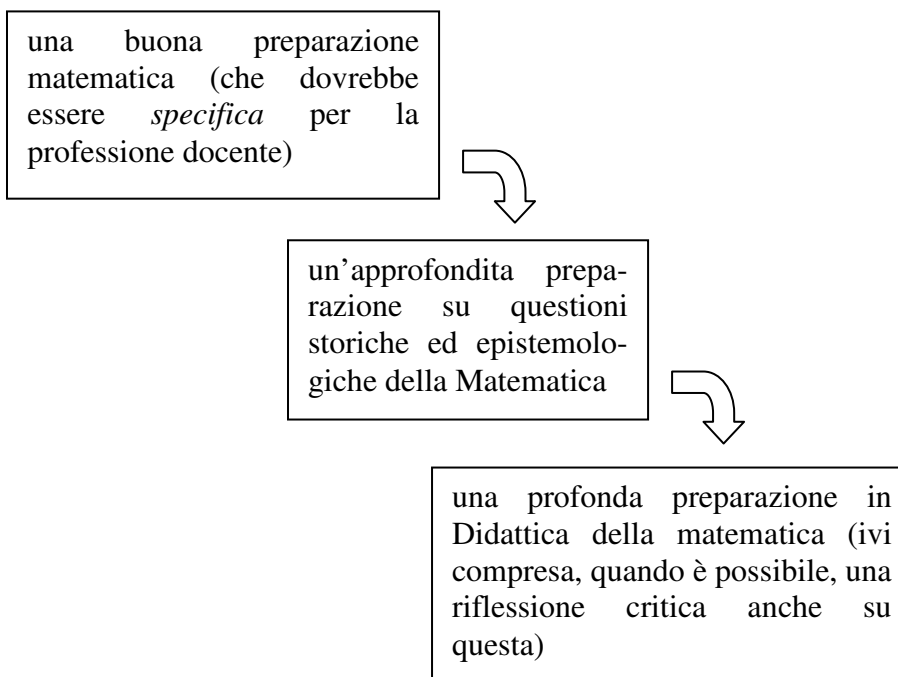 una buona preparazione
matematica (che dovrebbe
essere specifica per la
professione docente)
un'approfondita prepa-
razione su questioni
storiche ed epistemolo-
giche della Matematica
una profonda preparazione in
Didattica della matematica (ivi
compresa, quando è possibile, una
riflessione critica anche su
questa)